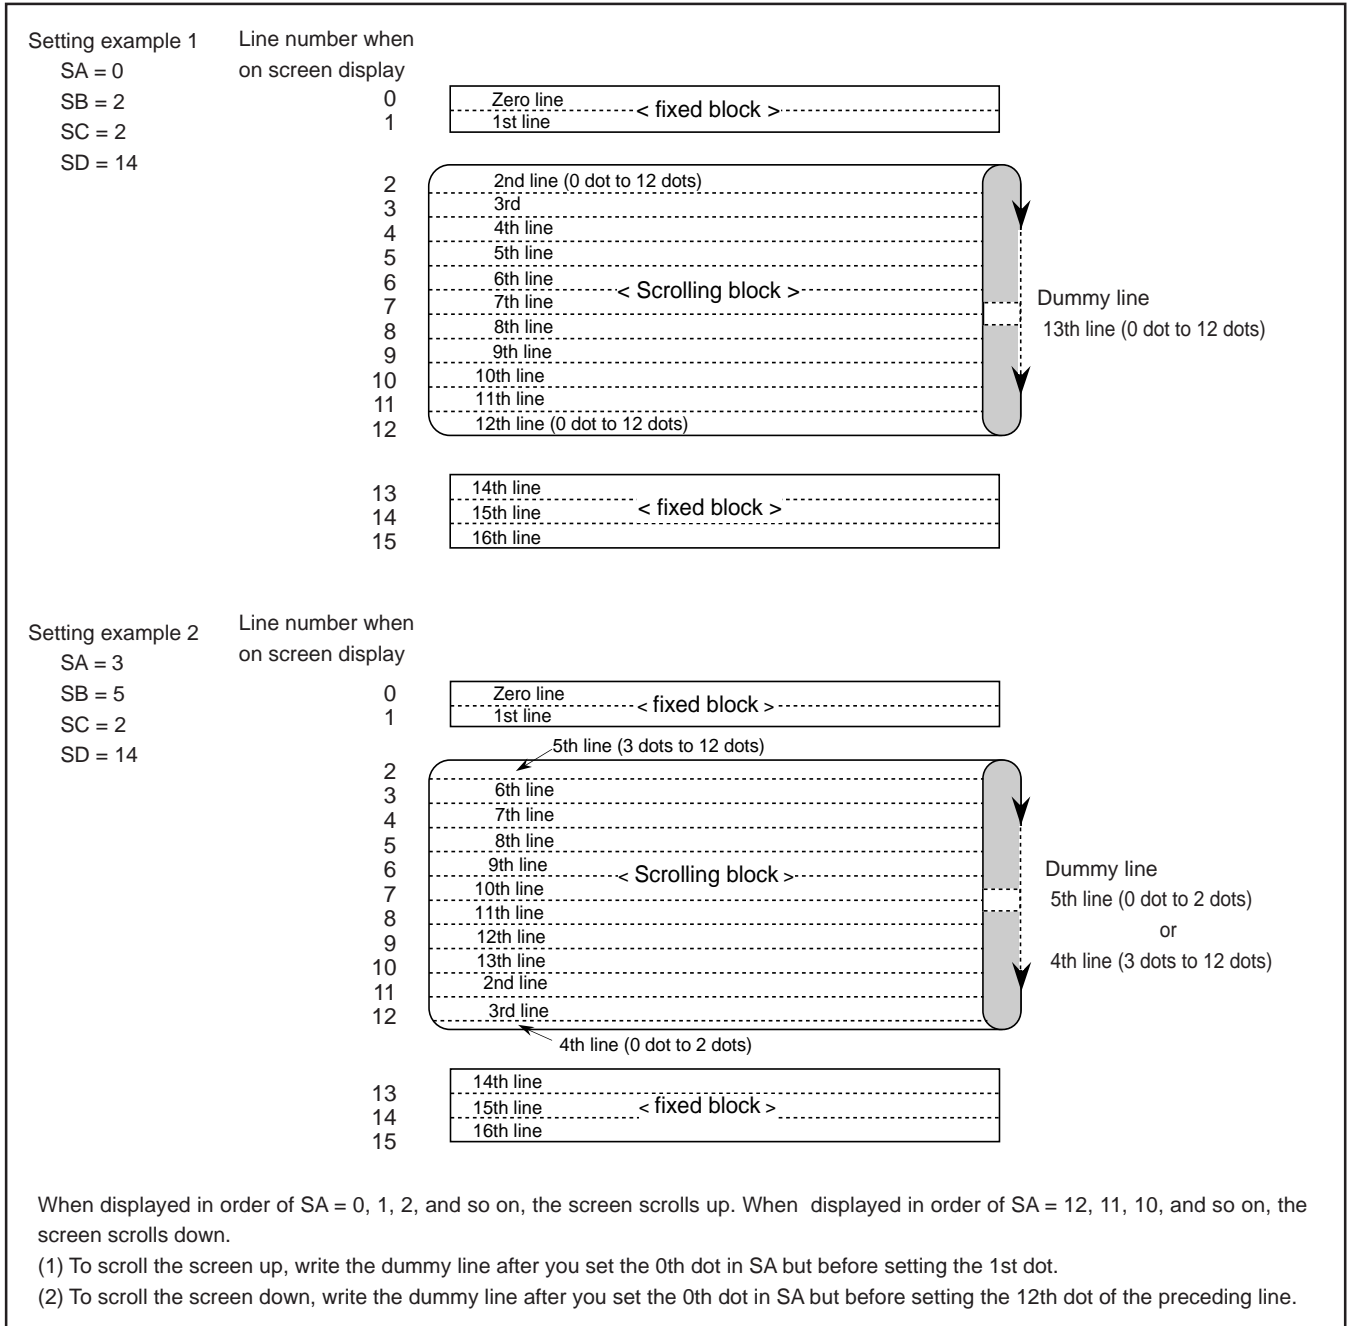 Setting example 1
SA = 0
SB = 2
SC = 2
SD = 14
Line number when
on screen display
0 Zero line
< fixed block >
1 1st line
2 2nd line (0 dot to 12 dots)
3 3rd
4 4th line
5 5th line
6 6th line
< Scrolling block >
7 7th line
8 8th line
9 9th line
10 10th line
11 11th line
12 12th line (0 dot to 12 dots)
Dummy line
13th line (0 dot to 12 dots)
13 14th line
14 15th line < fixed block >
15 16th line
Setting example 2
SA = 3
SB = 5
SC = 2
SD = 14
Line number when
on screen display
0 Zero line
< fixed block >
1 1st line
5th line (3 dots to 12 dots)
2
3 6th line
4 7th line
5 8th line
6 9th line
< Scrolling block >
7 10th line
8 11th line
9 12th line
10 13th line
11 2nd line
12 3rd line
4th line (0 dot to 2 dots)
Dummy line
5th line (0 dot to 2 dots)
or
4th line (3 dots to 12 dots)
13 14th line
14 15th line < fixed block >
15 16th line
When displayed in order of SA = 0, 1, 2, and so on, the screen scrolls up. When displayed in order of SA = 12, 11, 10, and so on, the
screen scrolls down.
(1) To scroll the screen up, write the dummy line after you set the 0th dot in SA but before setting the 1st dot.
(2) To scroll the screen down, write the dummy line after you set the 0th dot in SA but before setting the 12th dot of the preceding line.